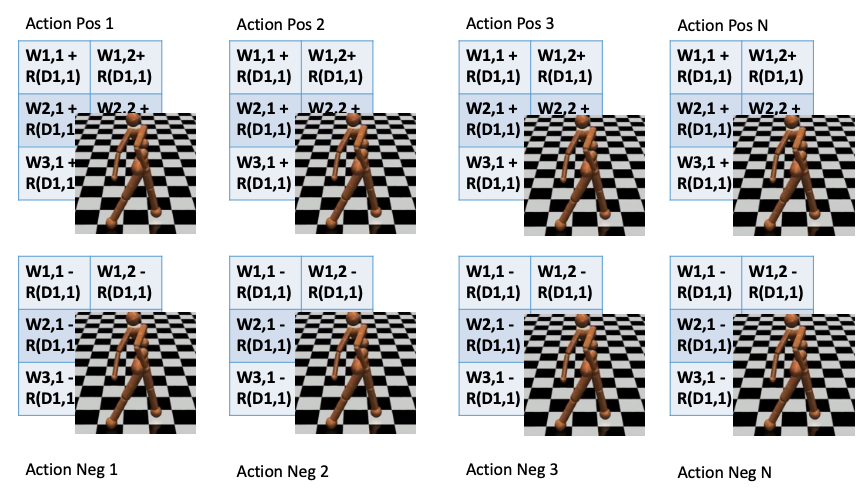 Action Pos 1
Action Pos 2
Action Pos 3
Action Pos N
W1,1 + W1,2+
R(D1,1) R(D1,1)
W2,1 + W2,2 +
R(D1,1
W3,1 +
R(D1,1
W1,1 + W1,2+
R(D1,1) R(D1,1)
W2,1 + W2,2 +
R(D1,1)
W3,1 +
R(D1,1)
W1,1 + W1,2+
R(D1,1) R(D1,1)
W2,1 + W2,2 +
R(D1,1)
W3,1 +
R(D1,1)
W1,1 + W1,2+
R(D1,1) R(D1,1)
W2,1 + W2,2 +
R(D1,1)
W3,1 +
R(D1,1)
W1,1 - W1,2 -
R(D1,1) R(D1,1)
W2,1 -
R(D1,1
W3,1 -
R(D1,1
W1,1 - W1,2 -
R(D1,1) R(D1,1)
W2,1 -
R(D1,1)
W3,1 -
R(D1,1)
W1,1 - W1,2 -
R(D1,1) R(D1,1)
W2,1 -
R(D1,1)
W3,1 -
R(D1,1)
W1,1 - W1,2 -
R(D1,1) R(D1,1)
W2,1 -
R(D1,1)
W3,1 -
R(D1,1)
Action Neg 1
Action Neg 2
Action Neg 3
Action Neg N